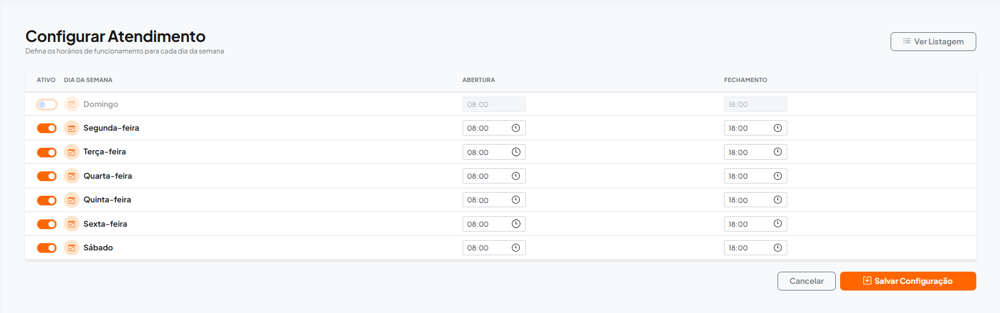 Configurar Atendimento
Defina os horários de funcionamento para cada dia da semana
Ver Listagem
ATIVO DIA DA SEMANA ABERTURA FECHAMENTO
Domingo 08:00 18:00
Segunda-feira 08:00 18:00
Terça-feira 08:00 18:00
Quarta-feira 08:00 18:00
Quinta-feira 08:00 18:00
Sexta-feira 08:00 18:00
Sábado 08:00 18:00
Cancelar Salvar Configuração